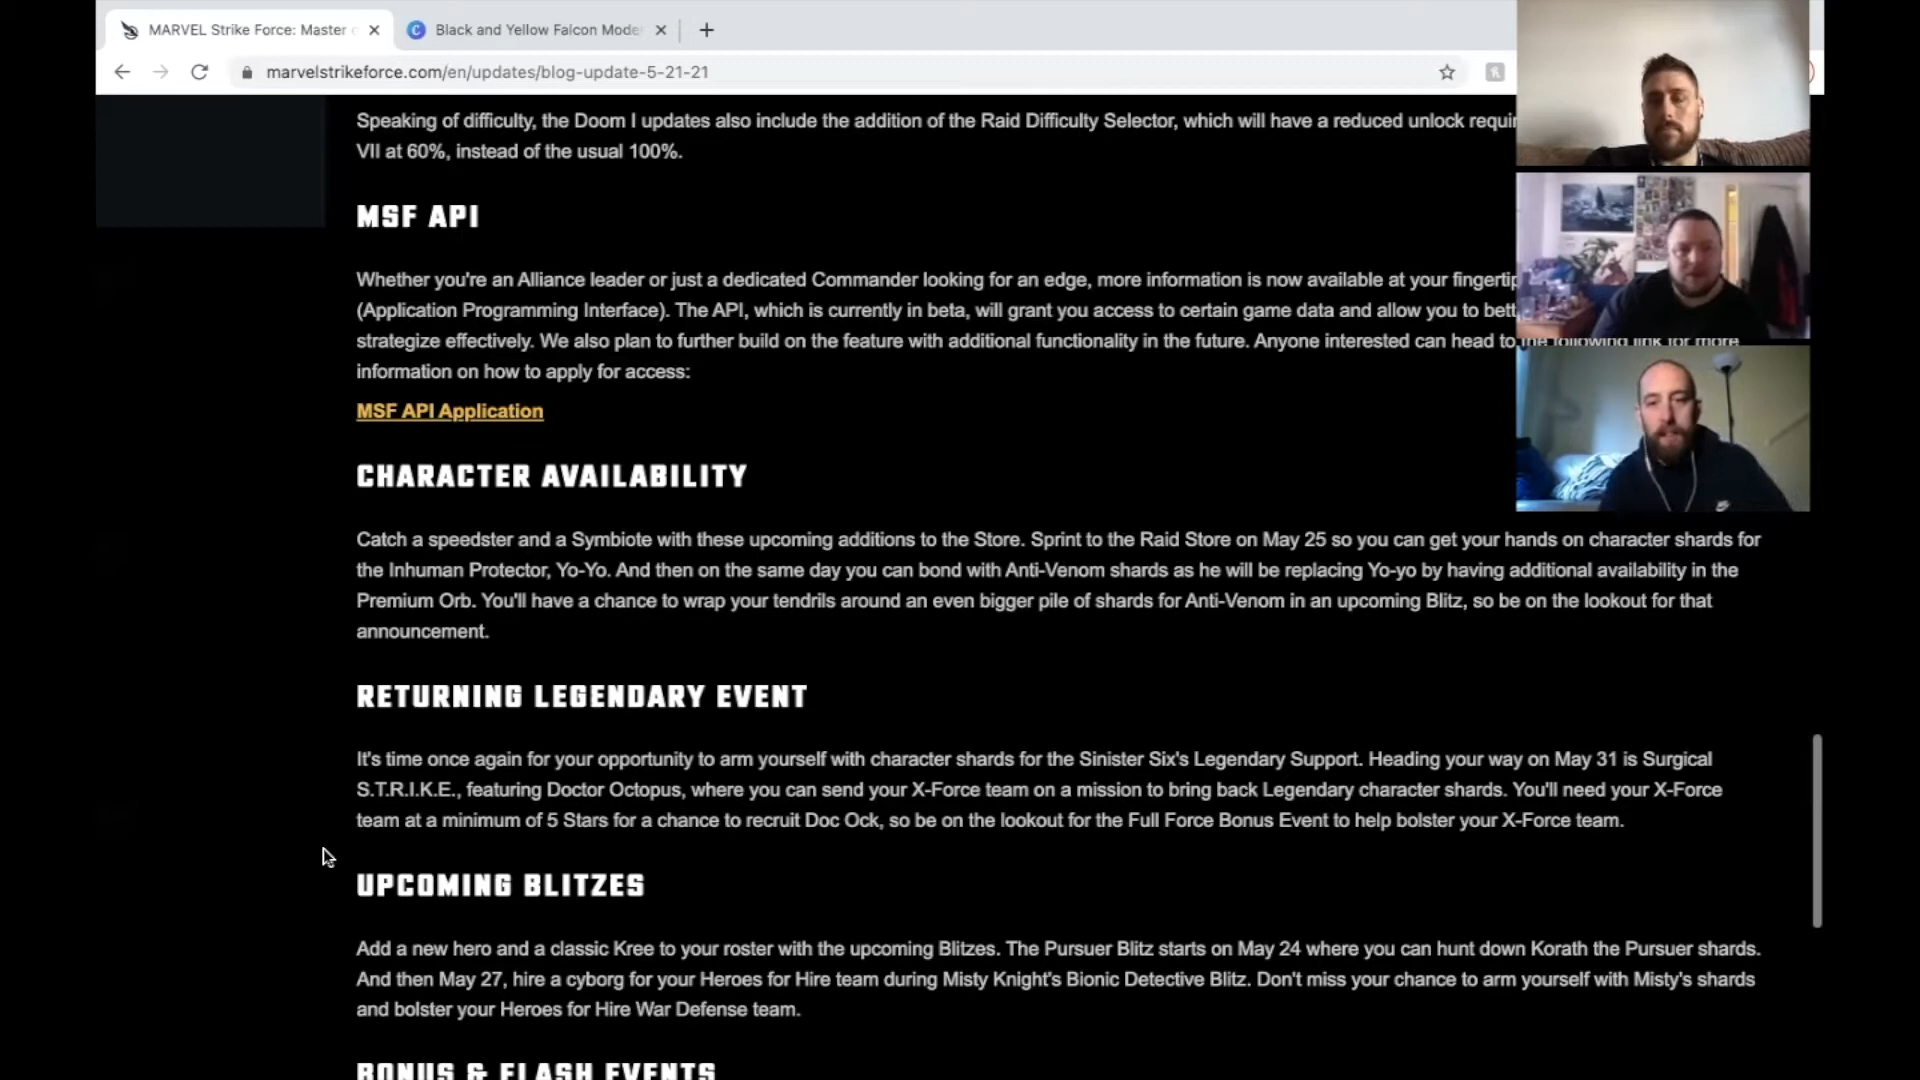 MARVEL Strike Force: Master
Black and Yellow Falcon Mode
marvelstrikeforce.com/en/updates/blog-update-5-21-21
Speaking of difficulty, the Doom I updates also include the addition of the Raid Difficulty Selector, which will have a reduced unlock
VII at 60%, instead of the usual 100%.
MSF API
Whether you're an Alliance leader or just a dedicated Commander looking for an edge, more information is now available at your
(Application Programming Interface). The API, which is currently in beta, will grant you access to certain game data and allow you to
strategize effectively. We also plan to further build on the feature with additional functionality in the future. Anyone interested can head to the following link for more
information on how to apply for access:
MSF API Application
CHARACTER AVAILABILITY
Catch a speedster and a Symbiote with these upcoming additions to the Store. Sprint to the Raid Store on May 25 so you can get your hands on character shards for
the Inhuman Protector, Yo-Yo. And then on the same day you can bond with Anti-Venom shards as he will be replacing Yo-yo by having additional availability in the
Premium Orb. You'll have a chance to wrap your tendrils around an even bigger pile of shards for Anti-Venom in an upcoming Blitz, so be on the lookout for that
announcement.
RETURNING LEGENDARY EVENT
It's time once again for your opportunity to arm yourself with character shards for the Sinister Six's Legendary Support. Heading your way on May 31 is Surgical
S.T.R.I.K.E., featuring Doctor Octopus, where you can send your X-Force team on a mission to bring back Legendary character shards. You'll need your X-Force
team at a minimum of 5 Stars for a chance to recruit Doc Ock, so be on the lookout for the Full Force Bonus Event to help bolster your X-Force team.
UPCOMING BLITZES
Add a new hero and a classic Kree to your roster with the upcoming Blitzes. The Pursuer Blitz starts on May 24 where you can hunt down Korath the Pursuer shards.
And then May 27, hire a cyborg for your Heroes for Hire team during Misty Knight's Bionic Detective Blitz. Don't miss your chance to arm yourself with Misty's shards
and bolster your Heroes for Hire War Defense team.
BONUS & FLASH EVENTS